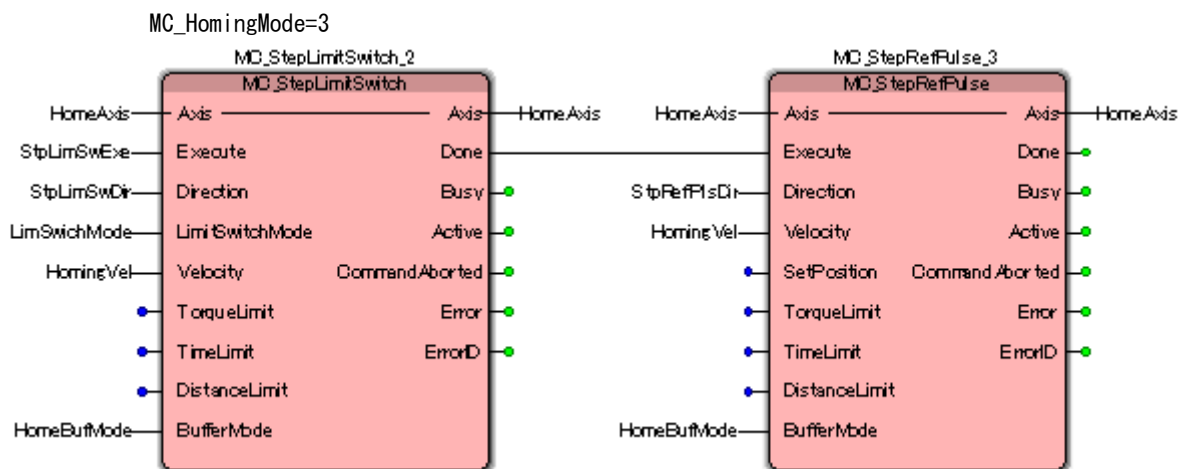 MC_HomingMode=3
MC_StepLimitSwitch_2
MC_StepLimitSwitch
HomeAxis Axis Axis HomeAxis
StpLimSwExe Execute Done
StpLimSwDir Direction Busy
LimSwichMode LimitSwitchMode Active
HomingVel Velocity CommandAborted
TorqueLimit Error
TimeLimit ErrorID
DistanceLimit
HomeBufMode BufferMode
MC_StepRefPulse_3
MC_StepRefPulse
HomeAxis Axis Axis HomeAxis
Execute Done
StpRefPlsDir Direction Busy
HomingVel Velocity Active
SetPosition CommandAborted
TorqueLimit Error
TimeLimit ErrorID
DistanceLimit
HomeBufMode BufferMode